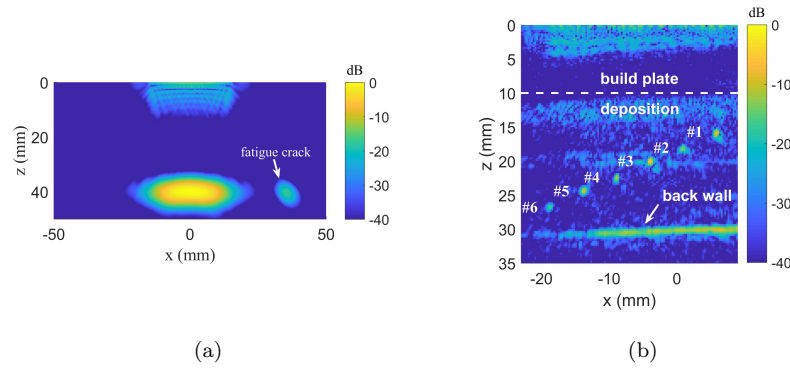 dB
0
-10
-20
-30
-40
0
20
40
z (mm)
fatigue crack
-50
0
50
x (mm)
(a)
dB
0
-10
-20
-30
-40
0
5
10
15
20
25
30
35
z (mm)
build plate
deposition
#1
#2
#3
#4
#5
#6
back wall
-20
-10
0
x (mm)
(b)